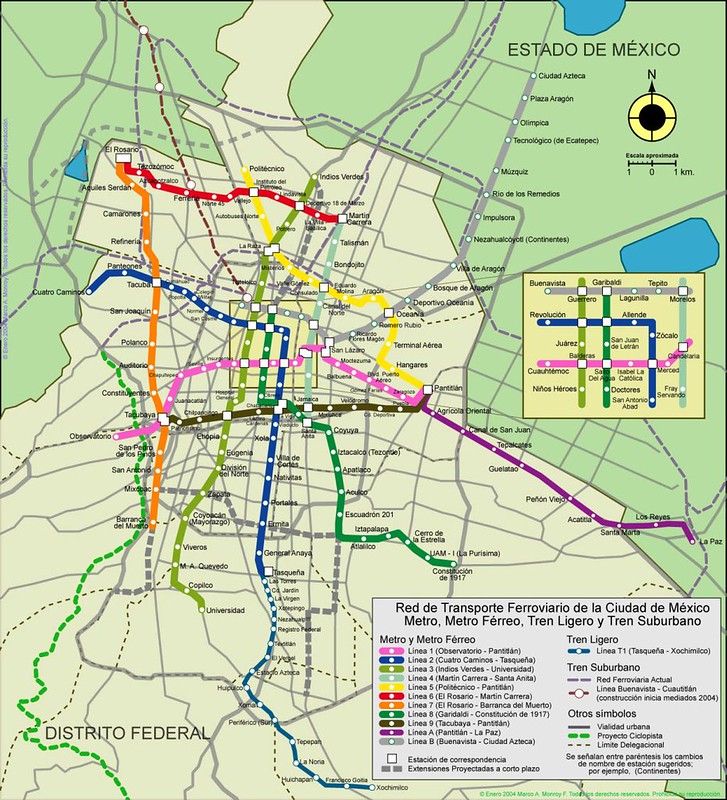 ESTADO DE MÉXICO
Ciudad Azteca
Plaza Aragón
Olímpica
Tecnológico (de Ecatepec)
Múzquiz
Río de los Remedios
Impulsora
Nezahualcóyotl (Continentes)
Villa de Aragón
Bosque de Aragón
Deportivo Oceanía
Oceanía
Romero Rubio
Ricardo
Flores Magón
N
Escala aproximada
1 0 1 km.
El Rosario
Tezozómoc
Azcapotzalco
Ferrería
Norte 45
Vallejo
Instituto del
Petróleo
Lindavista
Deportivo 18 de Marzo
La Villa
Basílica
Martín
Carrera
Politécnico
Indios Verdes
Autobuses Norte
Potrero
La Raza
Misterios
Valle Gómez
Consulado
Eduardo
Molina
Aragón
Talismán
Bondojito
Canal del
Norte
Aquiles Serdán
Camarones
Refinería
Panteones
Tacuba
Cuatro Caminos
San Joaquín
Polanco
Auditorio
Constituyentes
Tacubaya
Observatorio
San Pedro
de los Pinos
San Antonio
Mixcoac
Barranca
del Muerto
Popotla
Colegio
Militar
Normal
San Cosme
Tlatelolco
Chapultepec
Sevilla
Insurgentes
Juanacatlán
Patriotismo
Chilpancingo
Hospital
General
San Lázaro
Moctezuma
Balbuena
Blvd. Puerto
Aéreo
Gómez Farías
Zaragoza
Pantitlán
Terminal Aérea
Hangares
Jamaica
Mixiuhca
Velódromo
Cd. Deportiva
Santa
Anita
Viaducto
Etiopía
Eugenia
División
del Norte
Zapata
Coyoacán
(Mayorazgo)
Viveros
M. A. Quevedo
Copilco
Universidad
Xola
Villa de
Cortés
Nativitas
Portales
Ermita
General Anaya
Tasqueña
Coyuya
Iztacalco (Tezontle)
Apatlaco
Aculco
Escuadrón 201
Atlalilco
Iztapalapa
Cerro de
la Estrella
UAM - I (La Purísima)
Constitución
de 1917
Agrícola Oriental
Canal de San Juan
Tepalcates
Guelatao
Peñón Viejo
Acatitla
Santa Marta
Los Reyes
La Paz
Las Torres
Cd. Jardín
La Virgen
Xotepingo
Nezahualpilli
Registro Federal
Textitlán
El Vergel
Estadio Azteca
Huipulco
Xomali
Periférico (Sur)
Tepepan
La Noria
Huichapan
Francisco Goitia
Xochimilco
DISTRITO FEDERAL
Buenavista
Garibaldi
Guerrero
Lagunilla
Tepito
Morelos
Revolución
Allende
Juárez
San Juan
de Letrán
Zócalo
Balderas
Candelaria
Cuauhtémoc
Salto
Del Agua
Isabel La
Católica
Merced
Niños Héroes
Doctores
San Antonio
Abad
Fray
Servando
Red de Transporte Ferroviario de la Ciudad de México
Metro, Metro Férreo, Tren Ligero y Tren Suburbano
Metro y Metro Férreo
Línea 1 (Observatorio - Pantitlán)
Línea 2 (Cuatro Caminos - Tasqueña)
Línea 3 (Indios Verdes - Universidad)
Línea 4 (Martín Carrera - Santa Anita)
Línea 5 (Politécnico - Pantitlán)
Línea 6 (El Rosario - Martín Carrera)
Línea 7 (El Rosario - Barranca del Muerto)
Línea 8 (Garidaldi - Constitución de 1917)
Línea 9 (Tacubaya - Pantitlán)
Línea A (Pantitlán - La Paz)
Línea B (Buenavista - Ciudad Azteca)
Estación de correspondencia
Extensiones Proyectadas a corto plazo
Tren Ligero
Línea T1 (Tasqueña - Xochimilco)
Tren Suburbano
Red Ferroviaria Actual
Línea Buenavista - Cuautitlán
(construcción inicia mediados 2004)
Otros símbolos
Vialidad urbana
Proyecto Ciclopista
Límite Delegacional
Se señalan entre paréntesis los cambios
de nombre de estación sugeridos;
por ejemplo, (Continentes)
© Enero 2004 Marco A. Monroy F. Todos los derechos reservados. Prohibida su reproducción.